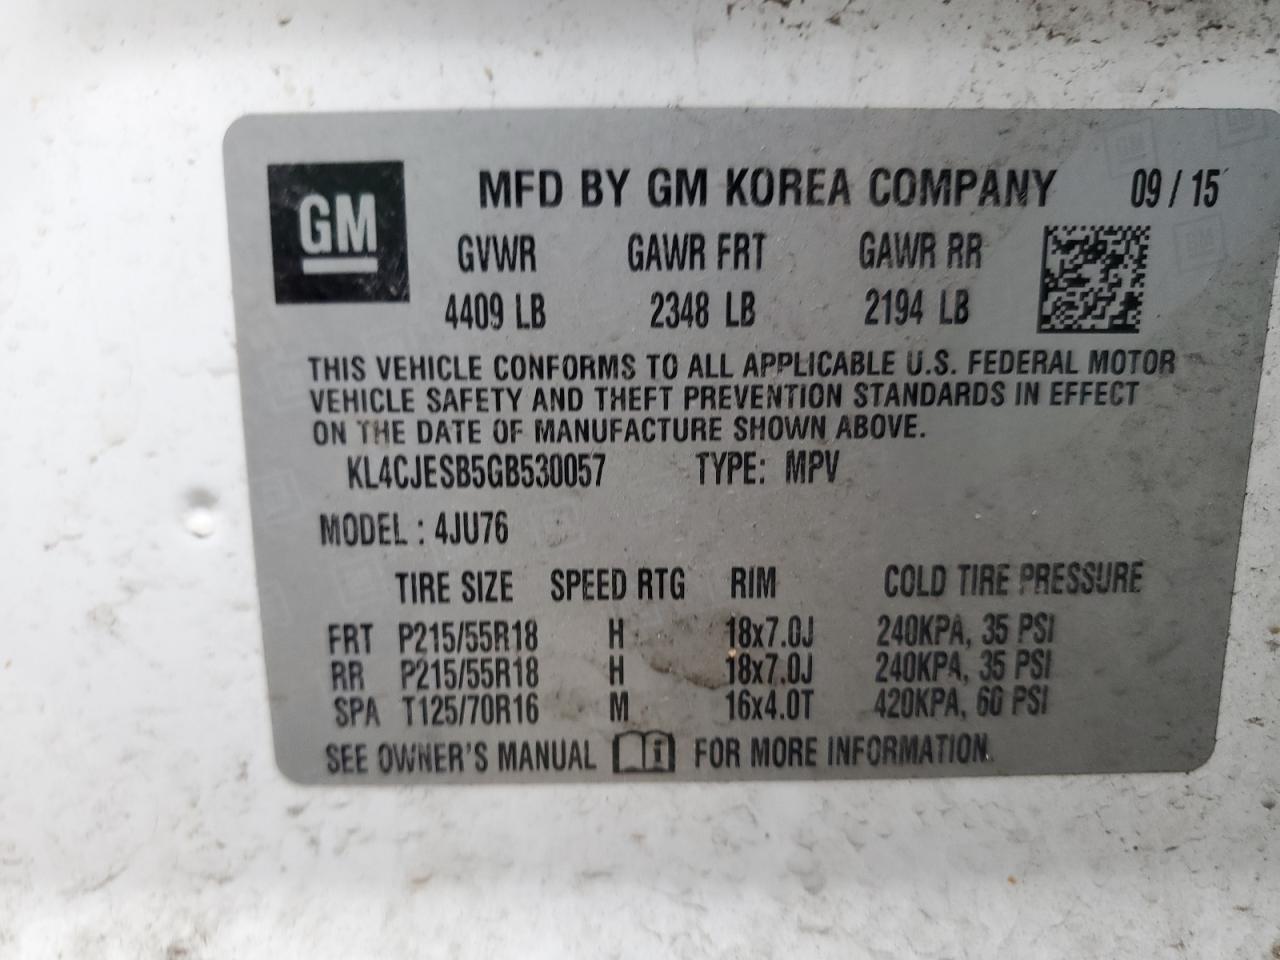 GM
MFD BY GM KOREA COMPANY 09 / 15
GVWR GAWR FRT GAWR RR
4409 LB 2348 LB 2194 LB
THIS VEHICLE CONFORMS TO ALL APPLICABLE U.S. FEDERAL MOTOR
VEHICLE SAFETY AND THEFT PREVENTION STANDARDS IN EFFECT
ON THE DATE OF MANUFACTURE SHOWN ABOVE.
KL4CJESB5GB530057 TYPE: MPV
MODEL : 4JU76
TIRE SIZE SPEED RTG RIM COLD TIRE PRESSURE
FRT P215/55R18 H 18x7.0J 240KPA, 35 PSI
RR P215/55R18 H 18x7.0J 240KPA, 35 PSI
SPA T125/70R16 M 16x4.0T 420KPA, 60 PSI
SEE OWNER'S MANUAL FOR MORE INFORMATION.